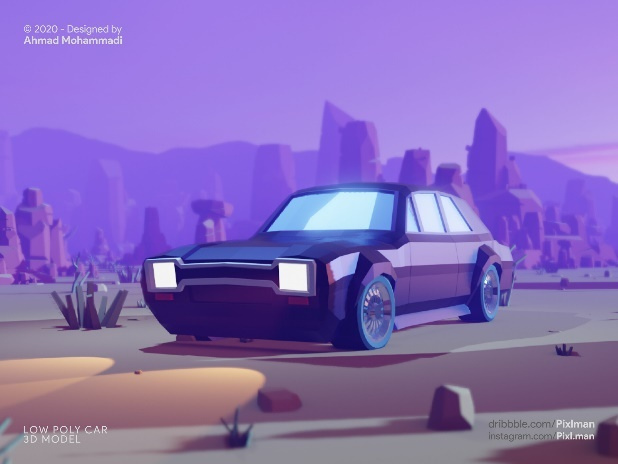 © 2020 - Designed by
Ahmad Mohammadi
LOW POLY CAR
3D MODEL
dribbble.com/Pixlman
instagram.com/Pixl.man